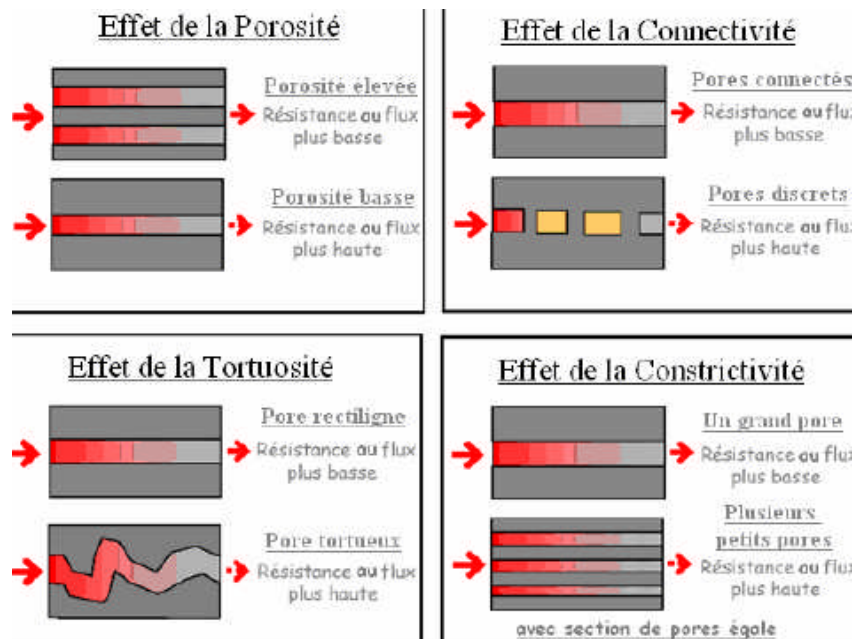 Effet de la Porosité
Porosité élevée
Résistance au flux
plus basse
Porosité basse
Résistance au flux
plus haute
Effet de la Connectivité
Pores connectés
Résistance au flux
plus basse
Pores discrets
Résistance au flux
plus haute
Effet de la Tortuosité
Pore rectiligne
Résistance au flux
plus basse
Pore tortueux
Résistance au flux
plus haute
Effet de la Constrictivité
Un grand pore
Résistance au flux
plus basse
Plusieurs
petits pores
Résistance au flux
plus haute
avec section de pores égale